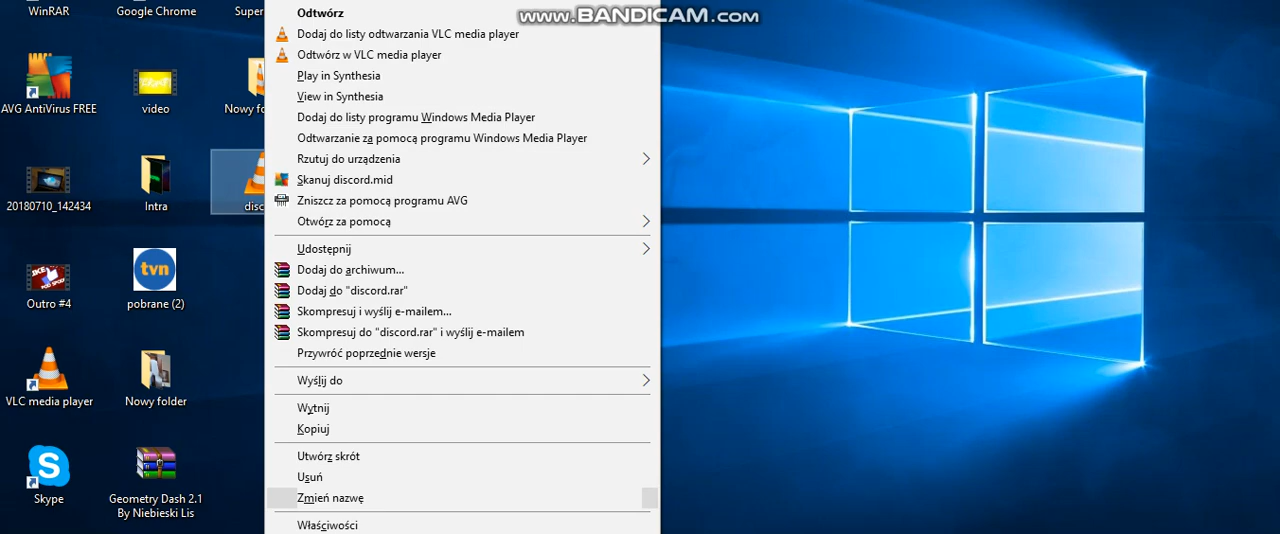 www.BANDICAM.com
WinRAR
Google Chrome
Super
AVG AntiVirus FREE
video
Nowy fo
20180710_142434
Intra
disc
Outro #4
tvn
pobrane (2)
VLC media player
Nowy folder
S
Skype
Geometry Dash 2.1
By Niebieski Lis
Odtwórz
Dodaj do listy odtwarzania VLC media player
Odtwórz w VLC media player
Play in Synthesia
View in Synthesia
Dodaj do listy programu Windows Media Player
Odtwarzanie za pomocą programu Windows Media Player
Rzutuj do urządzenia
Skanuj discord.mid
Zniszcz za pomocą programu AVG
Otwórz za pomocą
Udostępnij
Dodaj do archiwum...
Dodaj do "discord.rar"
Skompresuj i wyślij e-mailem...
Skompresuj do "discord.rar" i wyślij e-mailem
Przywróć poprzednie wersje
Wyślij do
Wytnij
Kopiuj
Utwórz skrót
Usuń
Zmień nazwę
Właściwości